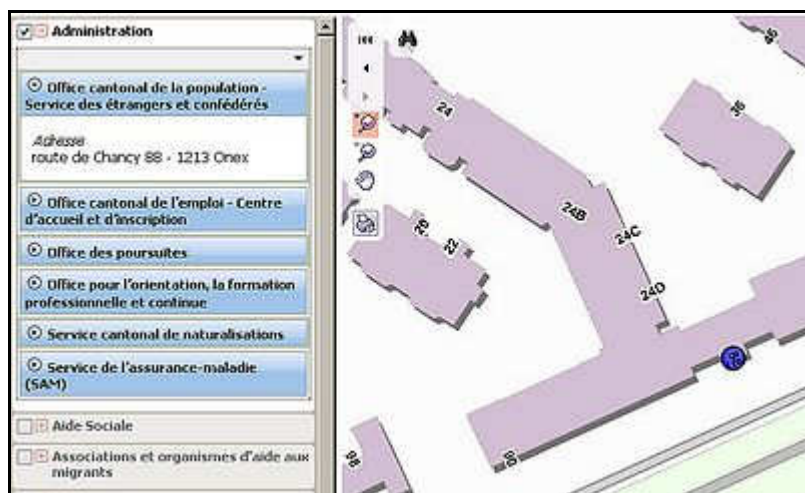 Administration
Office cantonal de la population -
Service des étrangers et confédérés
Adresse
route de Chancy 88 - 1213 Onex
Office cantonal de l'emploi - Centre
d'accueil et d'inscription
Office des poursuites
Office pour l'orientation, la formation
professionnelle et continue
Service cantonal de naturalisations
Service de l'assurance-maladie
(SAM)
Aide Sociale
Associations et organismes d'aide aux
migrants
24
36
24B
24C
24D
22